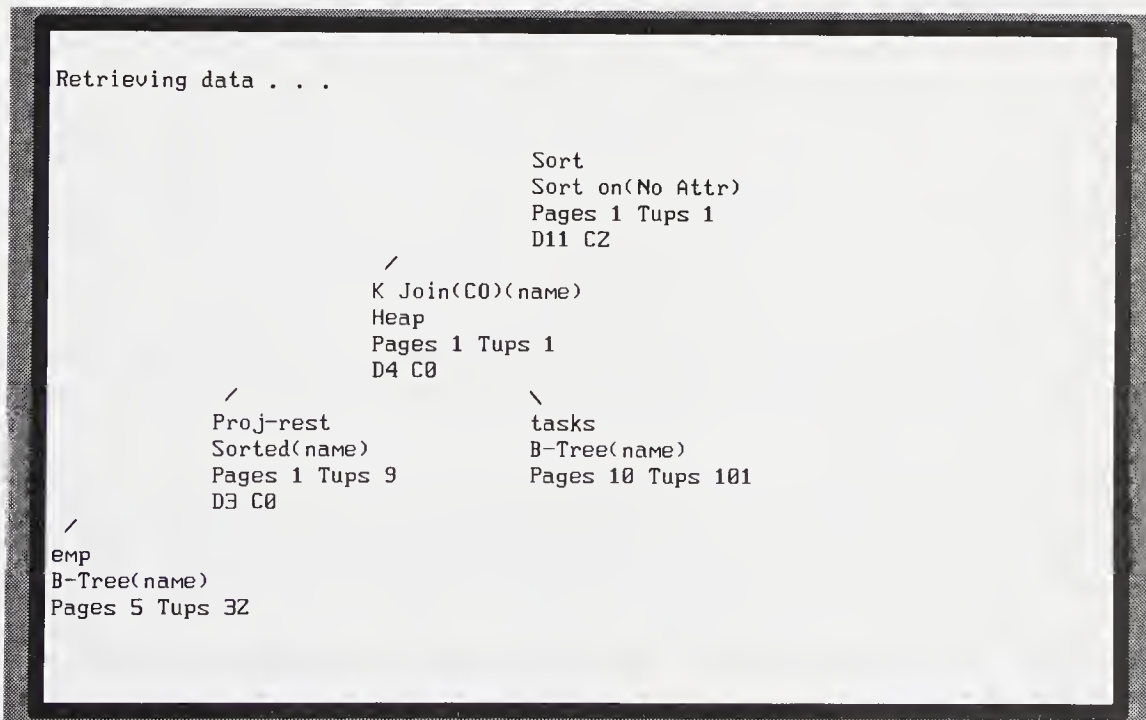 Retrieving data . . .
Sort
Sort on(No Attr)
Pages 1 Tups 1
D11 C2
/
K Join(CO)(name)
Heap
Pages 1 Tups 1
D4 C0
/ \
Proj-rest tasks
Sorted(name) B-Tree(name)
Pages 1 Tups 9 Pages 10 Tups 101
D3 C0
/
emp
B-Tree(name)
Pages 5 Tups 32